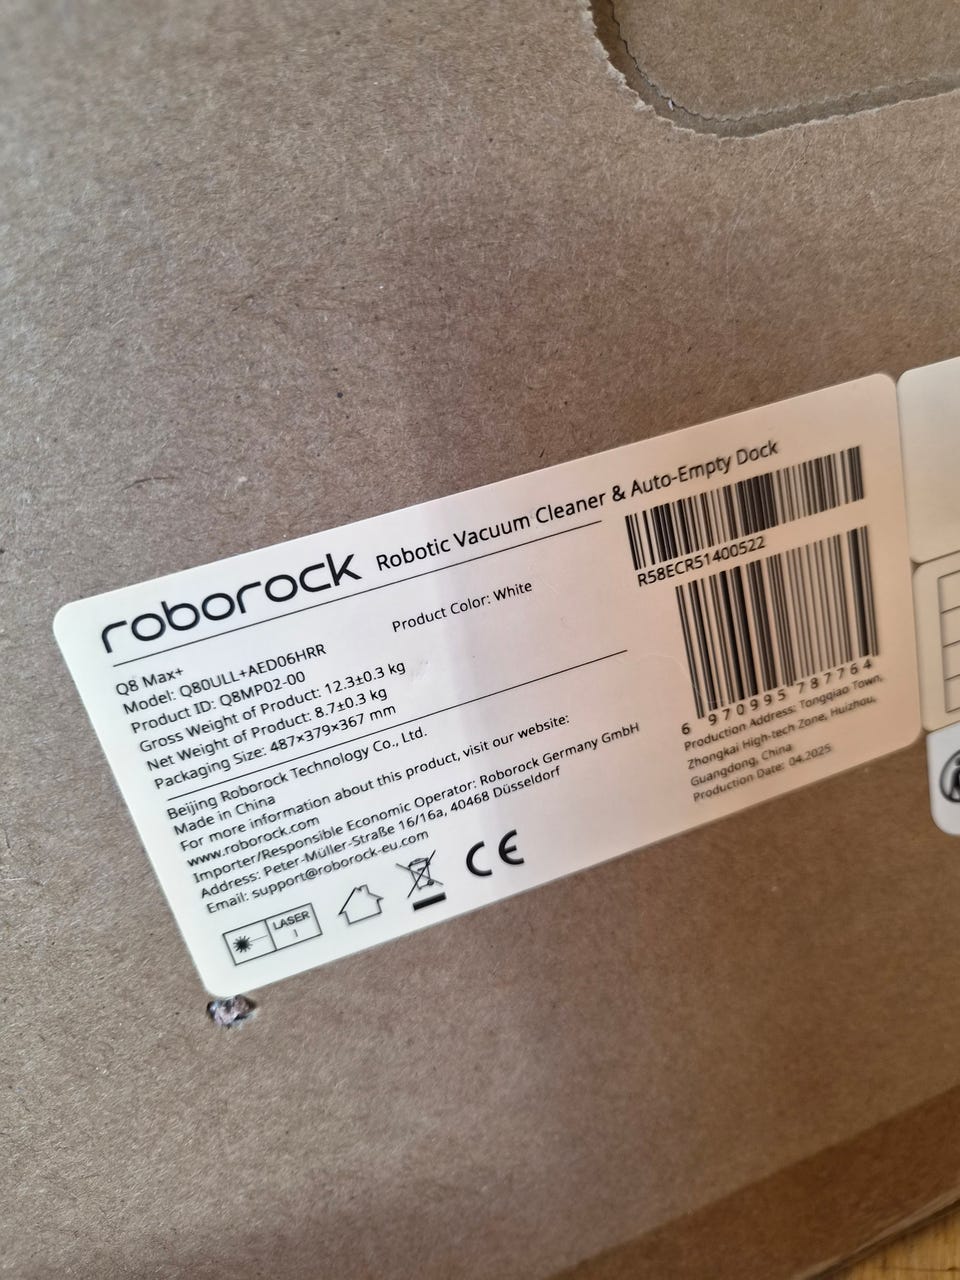 roborock Robotic Vacuum Cleaner & Auto-Empty Dock
Q8 Max+
Product Color: White
Model: Q80ULL+AED06HRR
Product ID: Q8MP02-00
Gross Weight of Product: 12.3±0.3 kg
Net Weight of Product: 8.7±0.3 kg
Packaging Size: 487×379×367 mm
Beijing Roborock Technology Co., Ltd.
Made in China
For more information about this product, visit our website:
www.roborock.com
Importer/Responsible Economic Operator: Roborock Germany GmbH
Address: Peter-Müller-Straße 16/16a, 40468 Düsseldorf
Email: support@roborock-eu.com
LASER
1
CE
R58ECR51400522
6 970995 787764
Production Address: Tongqiao Town,
Zhongkai High-tech Zone, Huizhou,
Guangdong, China
Production Date: 04.2025